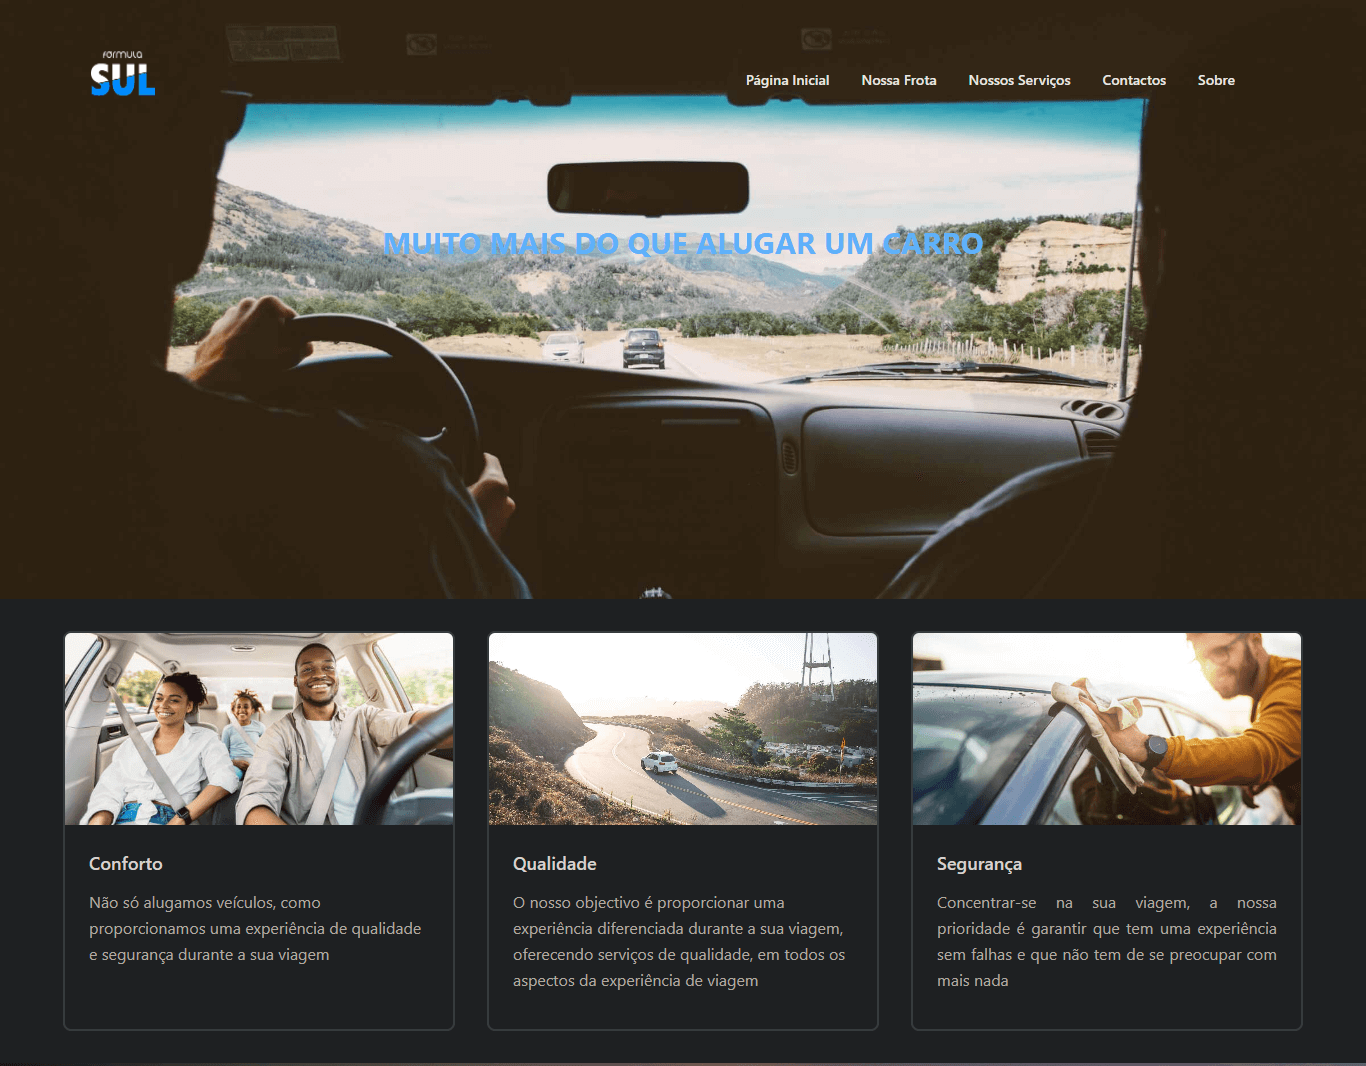 fórmula
SUL
Página Inicial
Nossa Frota
Nossos Serviços
Contactos
Sobre
MUITO MAIS DO QUE ALUGAR UM CARRO
Conforto
Não só alugamos veículos, como
proporcionamos uma experiência de qualidade
e segurança durante a sua viagem
Qualidade
O nosso objectivo é proporcionar uma
experiência diferenciada durante a sua viagem,
oferecendo serviços de qualidade, em todos os
aspectos da experiência de viagem
Segurança
Concentrar-se na sua viagem, a nossa
prioridade é garantir que tem uma experiência
sem falhas e que não tem de se preocupar com
mais nada